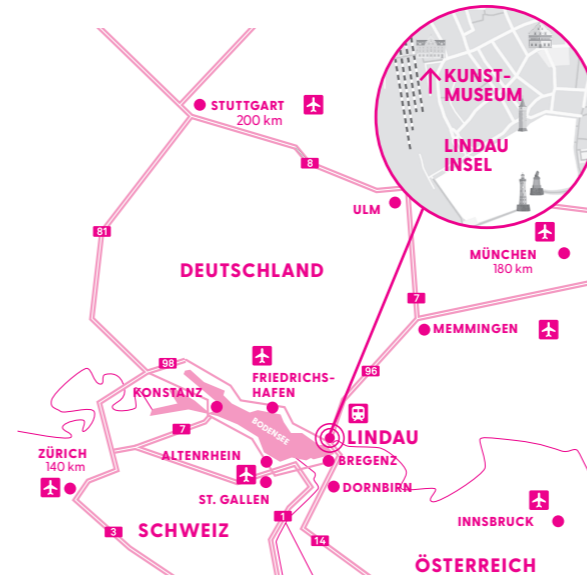 KUNST-
MUSEUM
LINDAU
INSEL
STUTTGART
200 km
8
ULM
81
MÜNCHEN
180 km
DEUTSCHLAND
7
MEMMINGEN
98
96
FRIEDRICHS-
HAFEN
KONSTANZ
BODENSEE
7
LINDAU
ZÜRICH
140 km
ALTENRHEIN
BREGENZ
ST. GALLEN
DORNBIRN
1
3
SCHWEIZ
INNSBRUCK
14
ÖSTERREICH